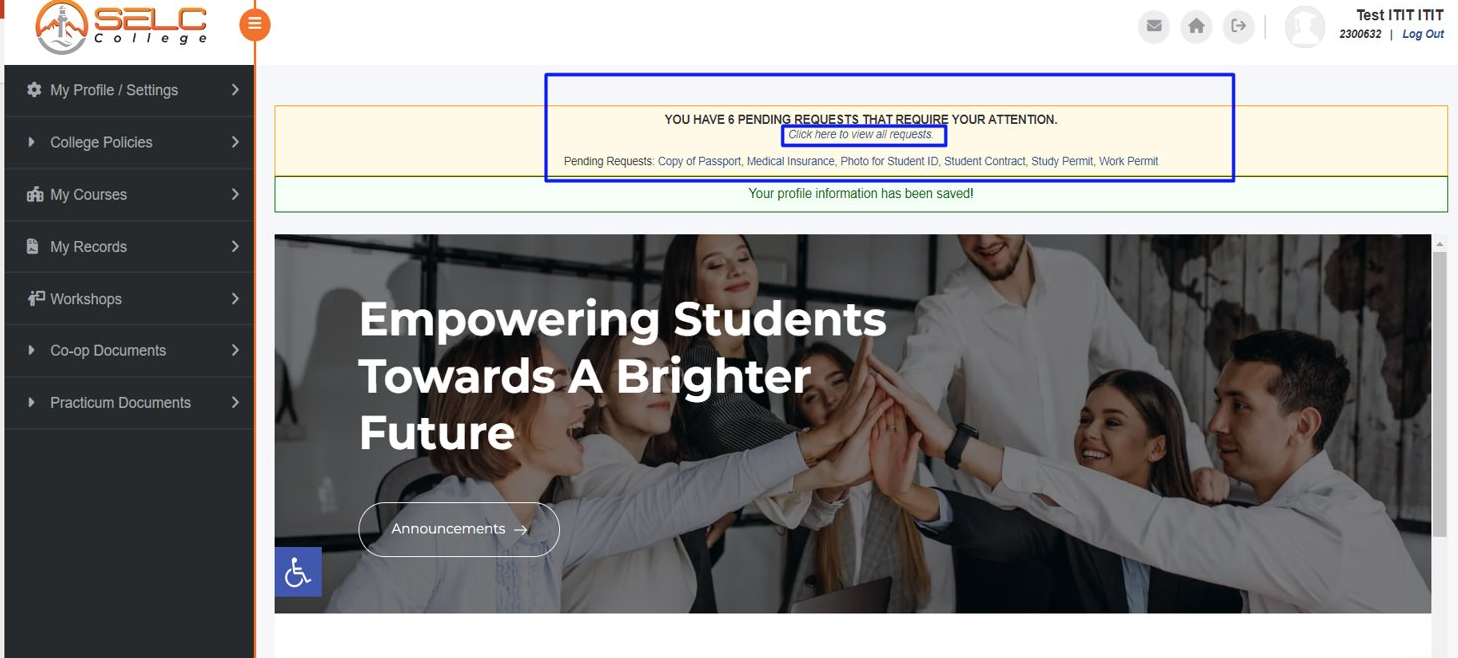 SELC
College
Test ITIT ITIT
2300632 | Log Out
My Profile / Settings
College Policies
My Courses
My Records
Workshops
Co-op Documents
Practicum Documents
YOU HAVE 6 PENDING REQUESTS THAT REQUIRE YOUR ATTENTION.
Click here to view all requests.
Pending Requests: Copy of Passport, Medical Insurance, Photo for Student ID, Student Contract, Study Permit, Work Permit
Your profile information has been saved!
Empowering Students
Towards A Brighter
Future
Announcements →